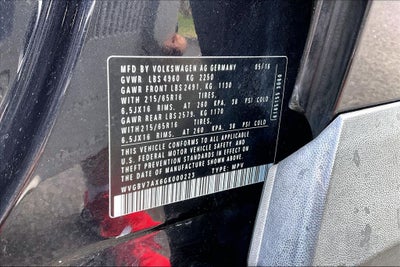 MFD BY VOLKSWAGEN AG GERMANY 05/16
GVWR LBS 4960 KG 2250
GAWR FRONT LBS 2491, KG 1130
WITH 215/65R16 TIRES,
6.5JX16 RIMS, AT 260 KPA, 38 PSI COLD
GAWR REAR LBS 2579, KG 1170
WITH 215/65R16 TIRES,
6.5JX16 RIMS, AT 260 KPA, 38 PSI COLD
THIS VEHICLE CONFORMS TO ALL APPLICABLE
U.S. FEDERAL MOTOR VEHICLE SAFETY AND
THEFT PREVENTION STANDARDS IN EFFECT ON
THE DATE OF MANUFACTURE SHOWN ABOVE.
WVGBV7AX6GK000223 TYPE: MPV